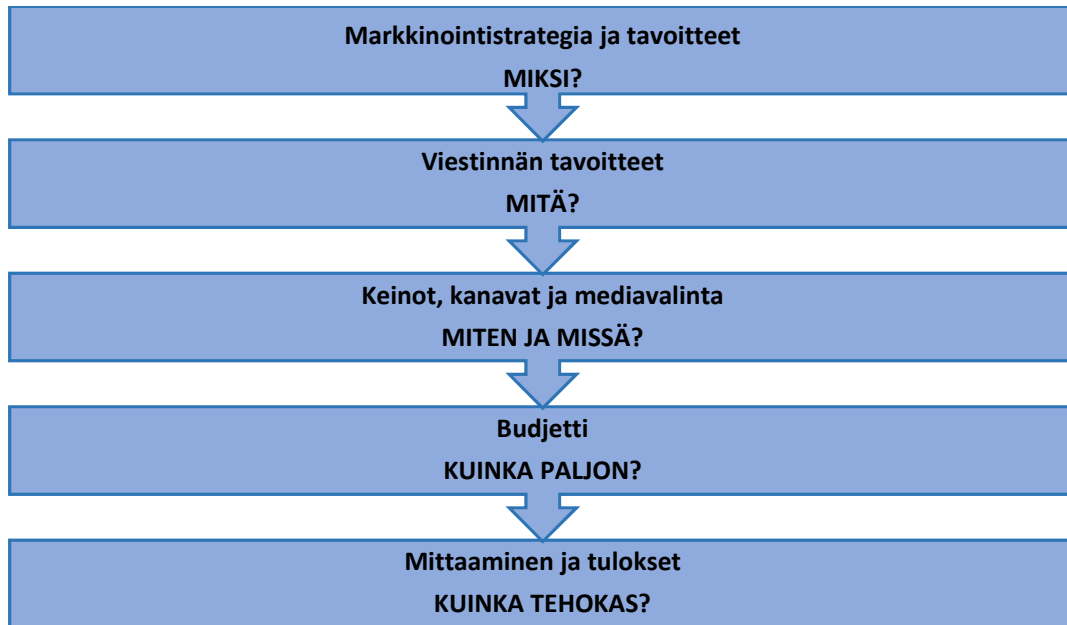 Markkinointistrategia ja tavoitteet
MIKSI?
Viestinnän tavoitteet
MITÄ?
Keinot, kanavat ja mediavalinta
MITEN JA MISSÄ?
Budjetti
KUINKA PALJON?
Mittaaminen ja tulokset
KUINKA TEHOKAS?